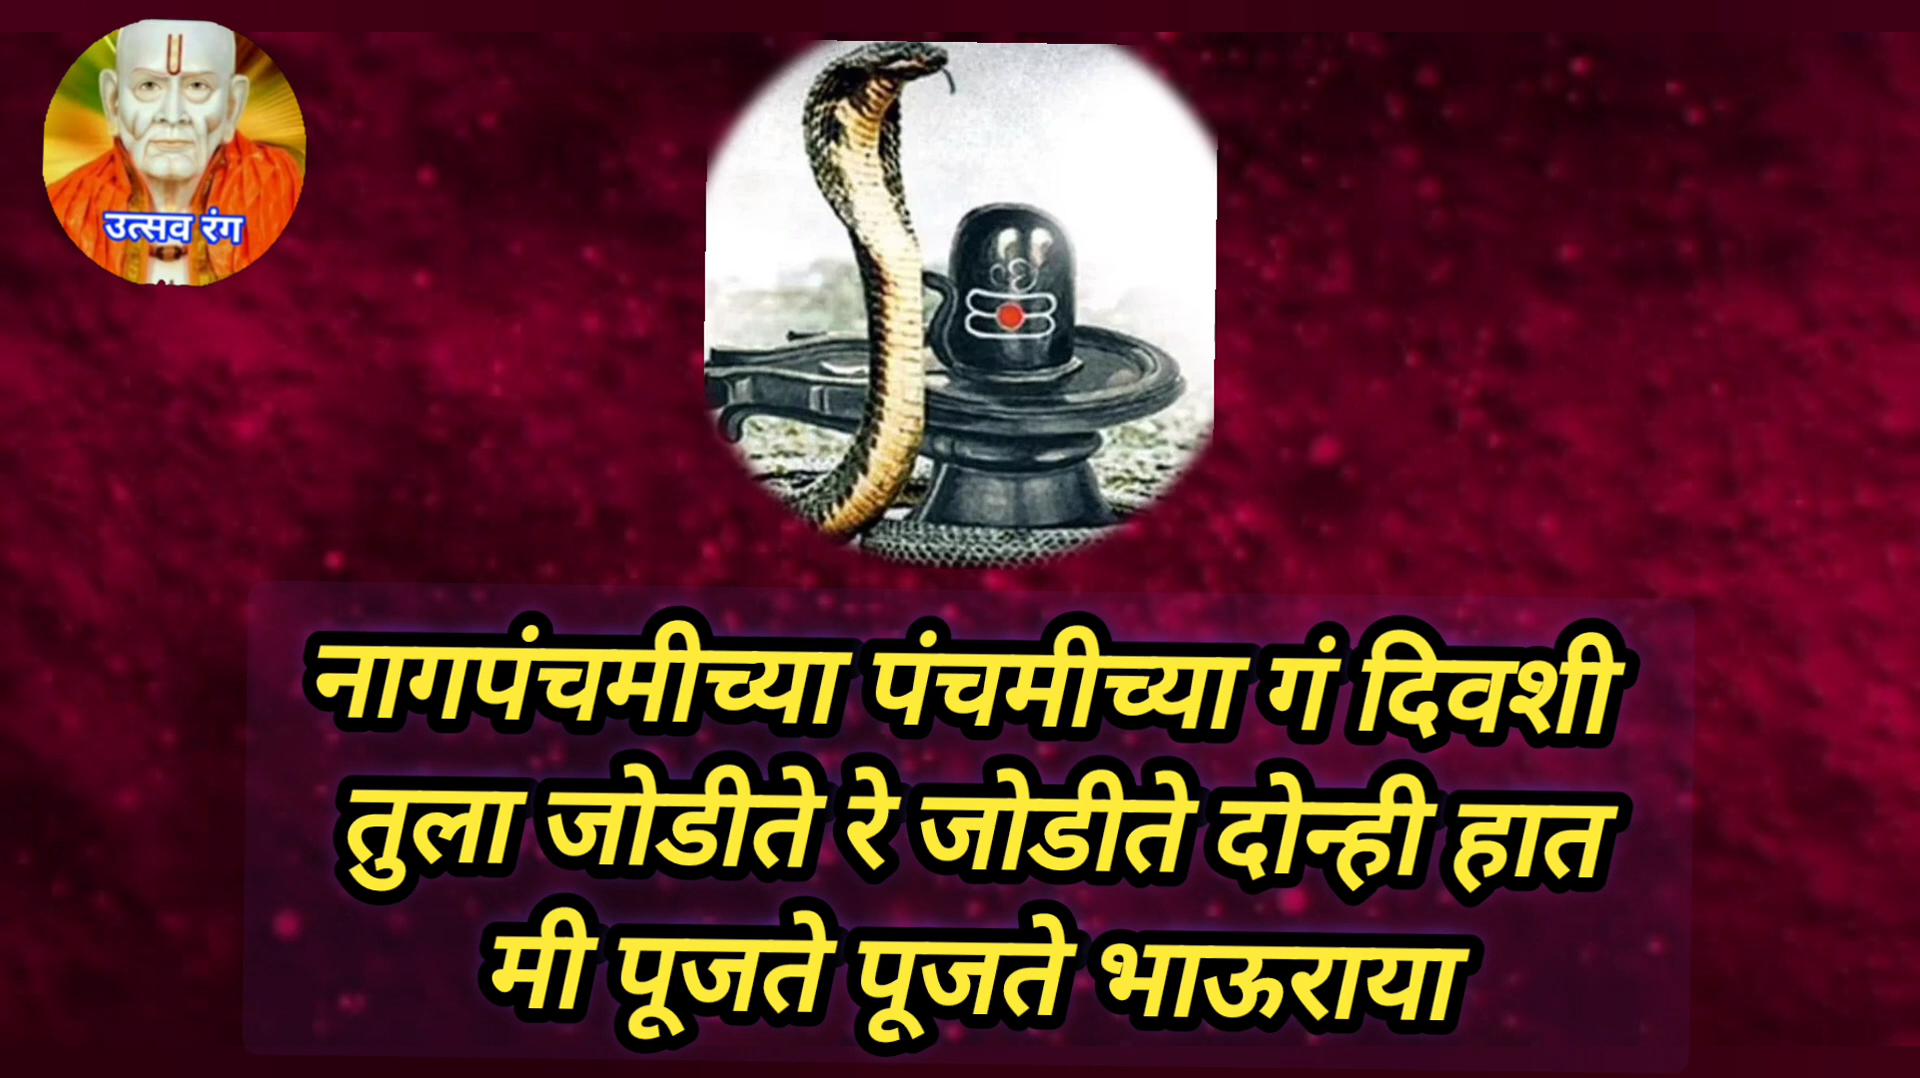 उत्सव रंग
नागपंचमीच्या पंचमीच्या गं दिवशी
तुला जोडीते रे जोडीते दोन्ही हात
मी पूजते पूजते भाऊराया